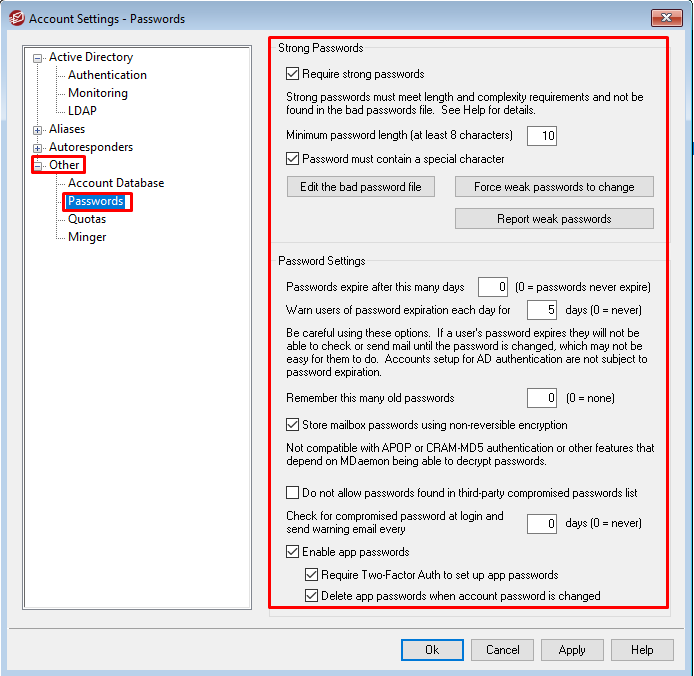 Account Settings - Passwords
Active Directory
Authentication
Monitoring
LDAP
Aliases
Autoresponders
Other
Account Database
Passwords
Quotas
Minger
Strong Passwords
Require strong passwords
Strong passwords must meet length and complexity requirements and not be
found in the bad passwords file. See Help for details.
Minimum password length (at least 8 characters) 10
Password must contain a special character
Edit the bad password file Force weak passwords to change
Report weak passwords
Password Settings
Passwords expire after this many days 0 (0 = passwords never expire)
Warn users of password expiration each day for 5 days (0 = never)
Be careful using these options. If a user's password expires they will not be
able to check or send mail until the password is changed, which may not be
easy for them to do. Accounts setup for AD authentication are not subject to
password expiration.
Remember this many old passwords 0 (0 = none)
Store mailbox passwords using non-reversible encryption
Not compatible with APOP or CRAM-MD5 authentication or other features that
depend on MDaemon being able to decrypt passwords.
Do not allow passwords found in third-party compromised passwords list
Check for compromised password at login and
send warning email every 0 days (0 = never)
Enable app passwords
Require Two-Factor Auth to set up app passwords
Delete app passwords when account password is changed
Ok Cancel Apply Help